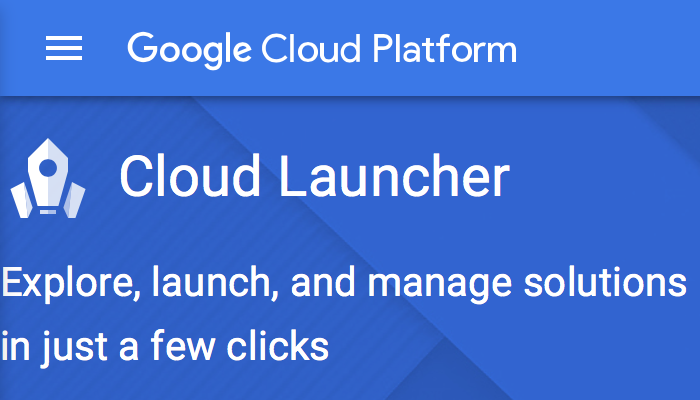 Google Cloud Platform
Cloud Launcher
Explore, launch, and manage solutions
in just a few clicks